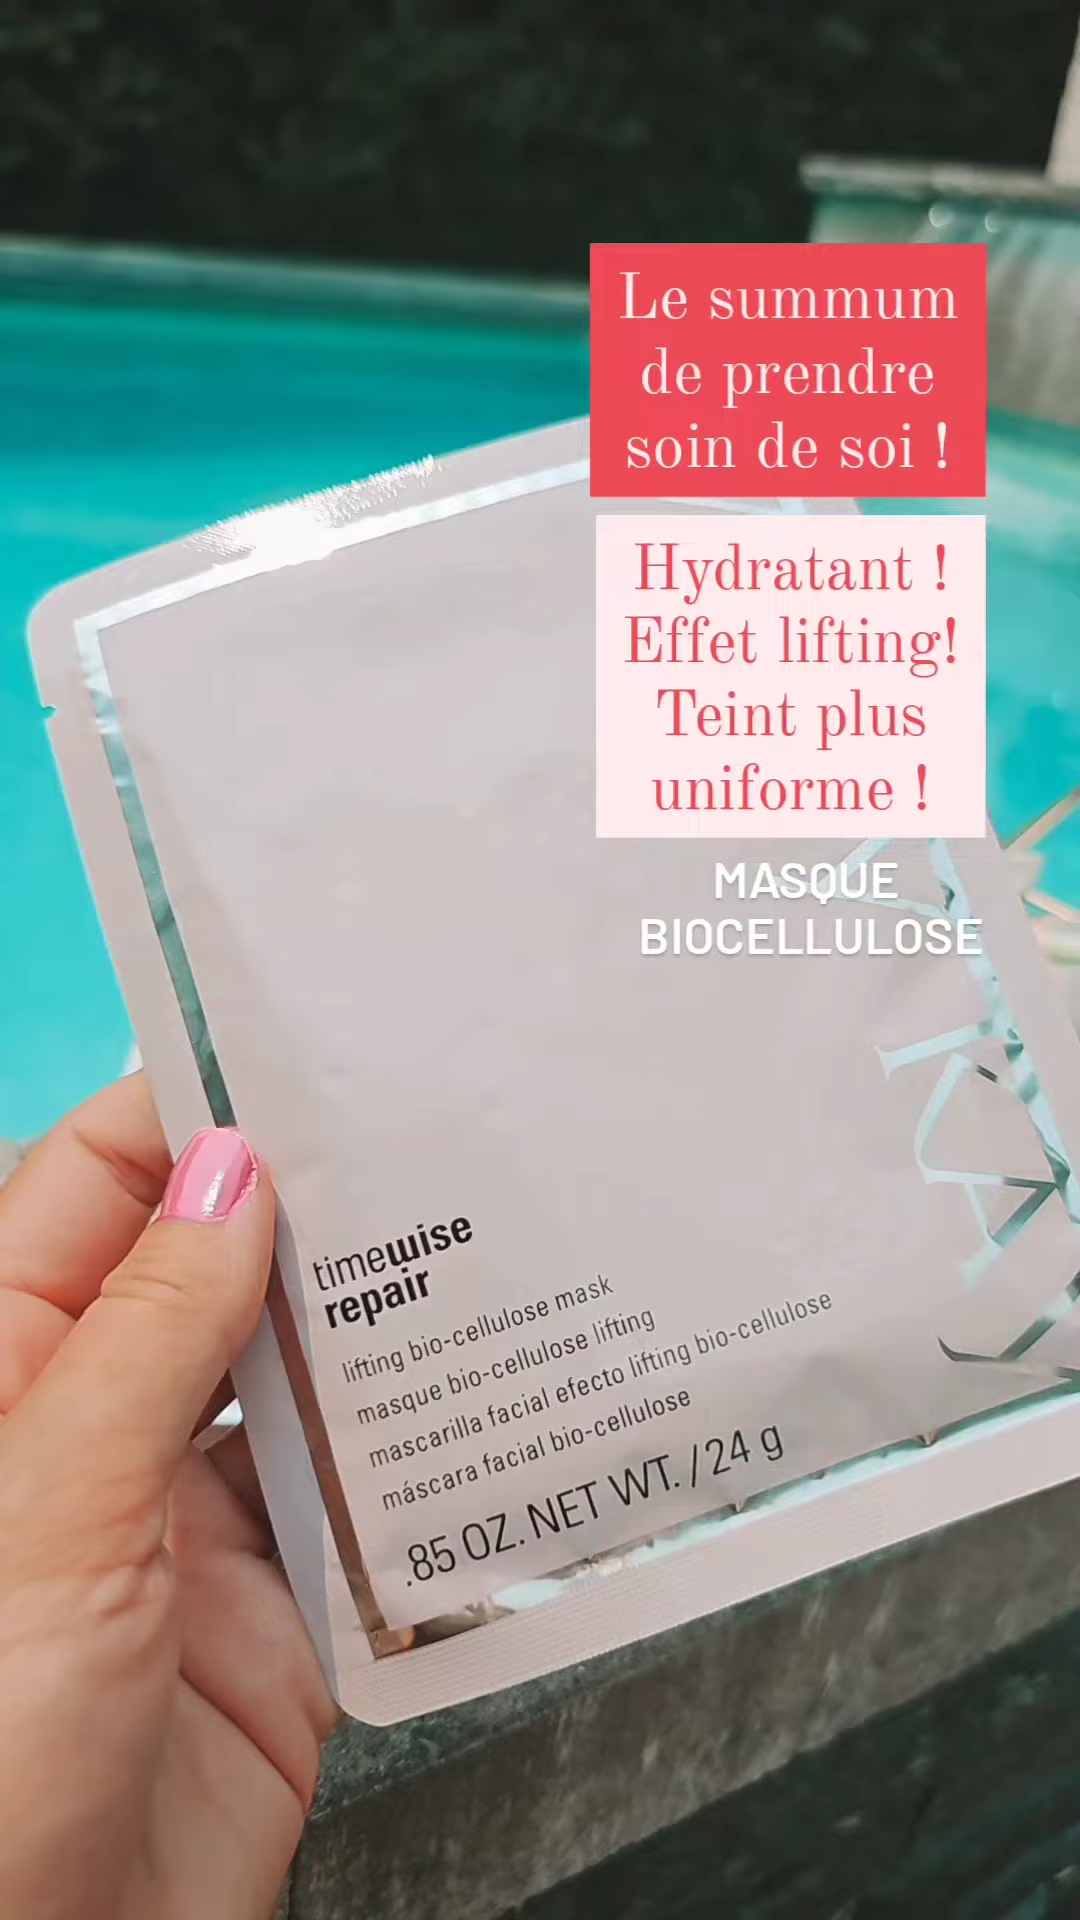 Le summum
de prendre
soin de soi !
Hydratant !
Effet lifting!
Teint plus
uniforme !
MASQUE
BIOCELLULOSE
timewise
repair
lifting bio-cellulose mask
masque bio-cellulose lifting
mascarilla facial efecto lifting bio-cellulose
máscara facial bio-cellulose
.85 OZ. NET WT. / 24 g